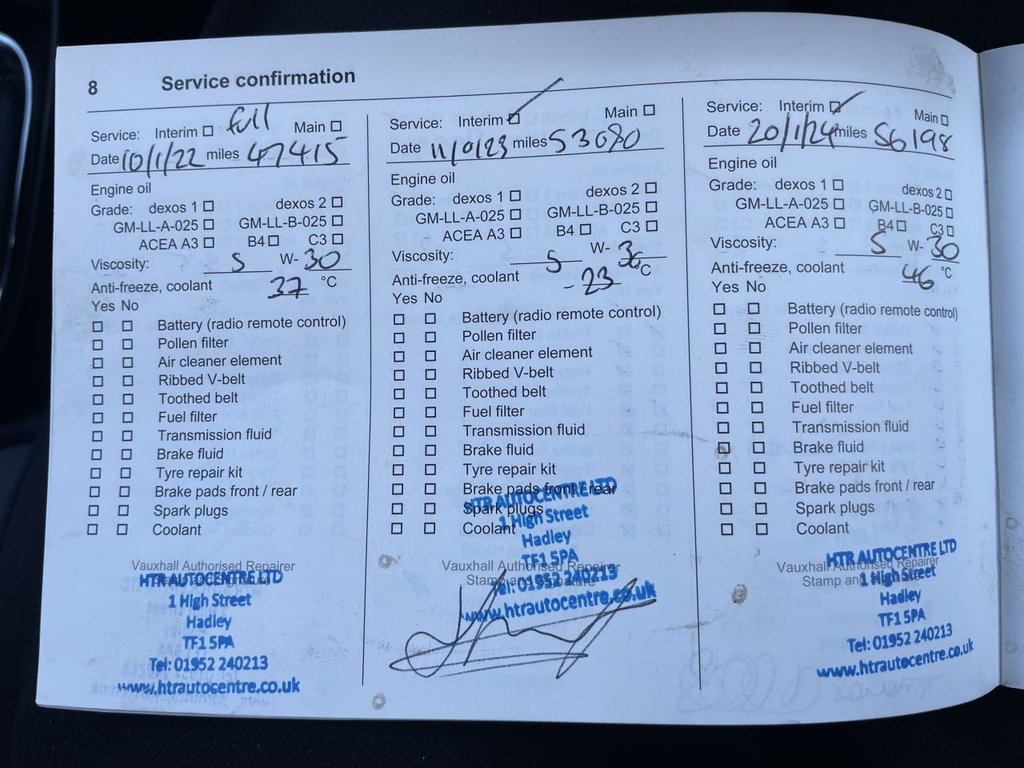 8 Service confirmation
Service: Interim ☐ full Main ☐
Date 10/1/22 miles 47415
Engine oil
Grade: dexos 1 ☐ dexos 2 ☐
GM-LL-A-025 ☐ GM-LL-B-025 ☐
ACEA A3 ☐ B4 ☐ C3 ☐
Viscosity: 5 W- 30
Anti-freeze, coolant 37 °C
Yes No
☐ ☐ Battery (radio remote control)
☐ ☐ Pollen filter
☐ ☐ Air cleaner element
☐ ☐ Ribbed V-belt
☐ ☐ Toothed belt
☐ ☐ Fuel filter
☐ ☐ Transmission fluid
☐ ☐ Brake fluid
☐ ☐ Tyre repair kit
☐ ☐ Brake pads front / rear
☐ ☐ Spark plugs
☐ ☐ Coolant
Vauxhall Authorised Repairer
HTR AUTOCENTRE LTD
1 High Street
Hadley
TF1 5PA
Tel: 01952 240213
www.htrautocentre.co.uk
Service: Interim ☑ Main ☐
Date miles
Engine oil
Grade: dexos 1 ☐ dexos 2 ☐
GM-LL-A-025 ☐ GM-LL-B-025 ☐
ACEA A3 ☐ B4 ☐ C3 ☐
Viscosity: 5 W- 30
Anti-freeze, coolant -23 °C
Yes No
☐ ☐ Battery (radio remote control)
☐ ☐ Pollen filter
☐ ☐ Air cleaner element
☐ ☐ Ribbed V-belt
☐ ☐ Toothed belt
☐ ☐ Fuel filter
☐ ☐ Transmission fluid
☐ ☐ Brake fluid
☐ ☐ Tyre repair kit
☐ ☐ Brake pads front / rear
☐ ☐ Spark plugs
☐ ☐ Coolant
Vauxhall Authorised Repairer
Stamp and signature
HTR AUTOCENTRE LTD
1 High Street
Hadley
TF1 5PA
Tel: 01952 240213
www.htrautocentre.co.uk
Service: Interim ☑ Main ☐
Date 20/1/24 miles 56198
Engine oil
Grade: dexos 1 ☐ dexos 2 ☐
GM-LL-A-025 ☐ GM-LL-B-025 ☐
ACEA A3 ☐ B4 ☐ C3 ☐
Viscosity: 5 W- 30
Anti-freeze, coolant 46 °C
Yes No
☐ ☐ Battery (radio remote control)
☐ ☐ Pollen filter
☐ ☐ Air cleaner element
☐ ☐ Ribbed V-belt
☐ ☐ Toothed belt
☐ ☐ Fuel filter
☐ ☐ Transmission fluid
☑ ☐ Brake fluid
☐ ☐ Tyre repair kit
☐ ☐ Brake pads front / rear
☐ ☐ Spark plugs
☐ ☐ Coolant
Vauxhall Authorised Repairer
Stamp and
HTR AUTOCENTRE LTD
1 High Street
Hadley
TF1 5PA
Tel: 01952 240213
www.htrautocentre.co.uk